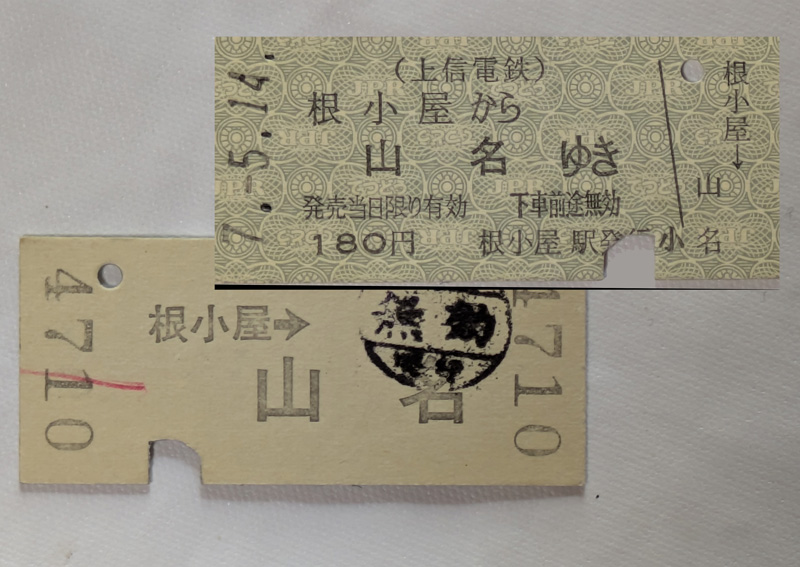 7.-5.14.
(上信電鉄)
根小屋から
山名ゆき
発売当日限り有効 下車前途無効
180円 根小屋駅発行
小
根小屋→
山名
4710
根小屋→
山名
無効
4710